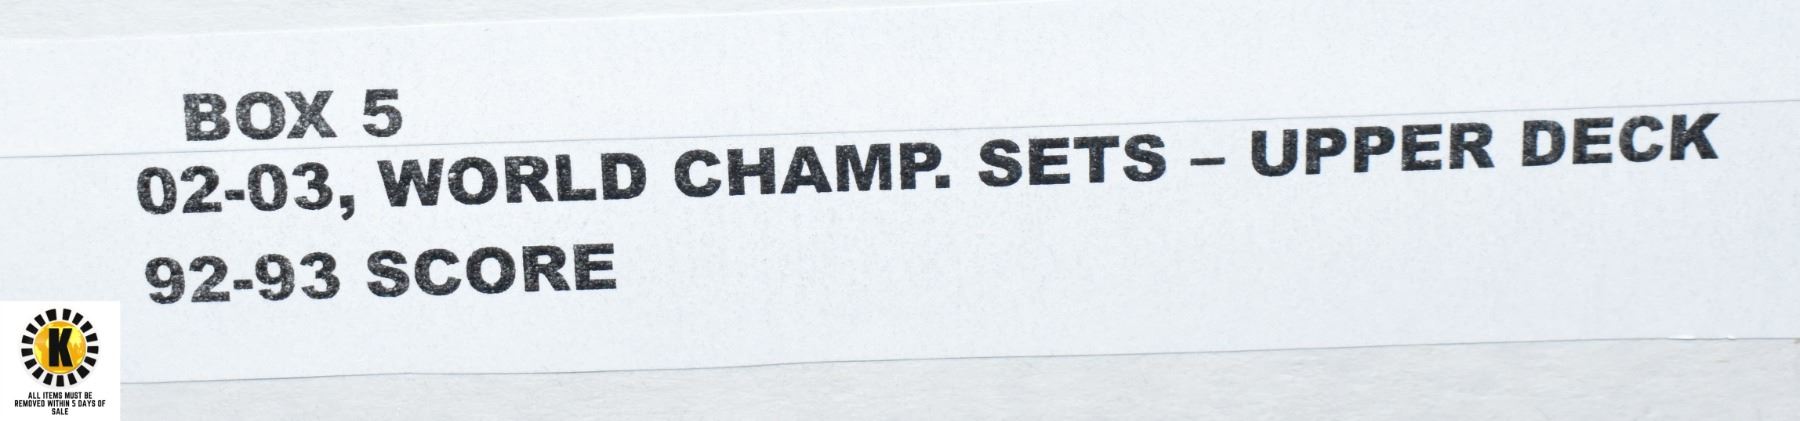 BOX 5
02-03, WORLD CHAMP. SETS – UPPER DECK
92-93 SCORE
K
ALL ITEMS MUST BE
REMOVED WITHIN 5 DAYS OF
SALE